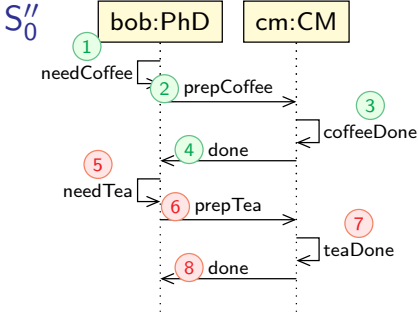 S₀″
bob:PhD cm:CM
1
needCoffee
2 prepCoffee
3
coffeeDone
4 done
5
needTea
6 prepTea
7
teaDone
8 done